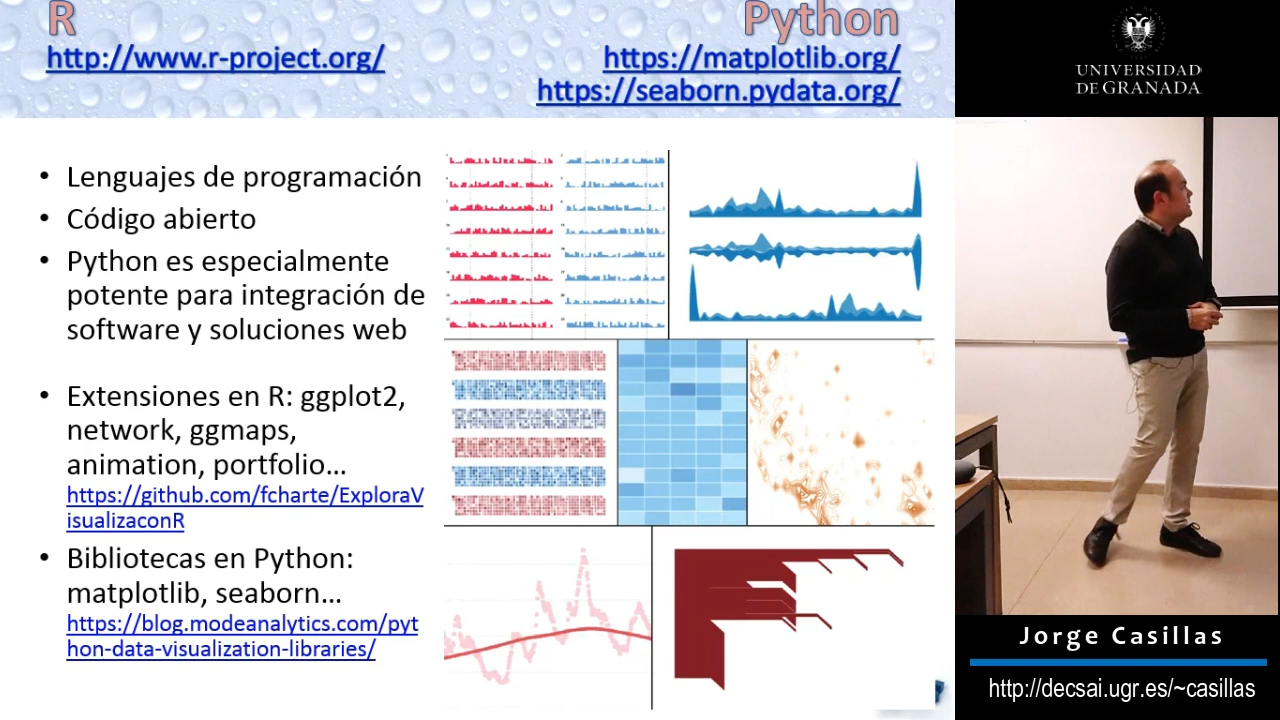 R
http://www.r-project.org/
Python
https://matplotlib.org/
https://seaborn.pydata.org/
• Lenguajes de programación
• Código abierto
• Python es especialmente
potente para integración de
software y soluciones web
• Extensiones en R: ggplot2,
network, ggmaps,
animation, portfolio…
https://github.com/fcharte/ExploraV
isualizaconR
• Bibliotecas en Python:
matplotlib, seaborn…
https://blog.modeanalytics.com/pyt
hon-data-visualization-libraries/
UNIVERSIDAD
DE GRANADA
Jorge Casillas
http://decsai.ugr.es/~casillas